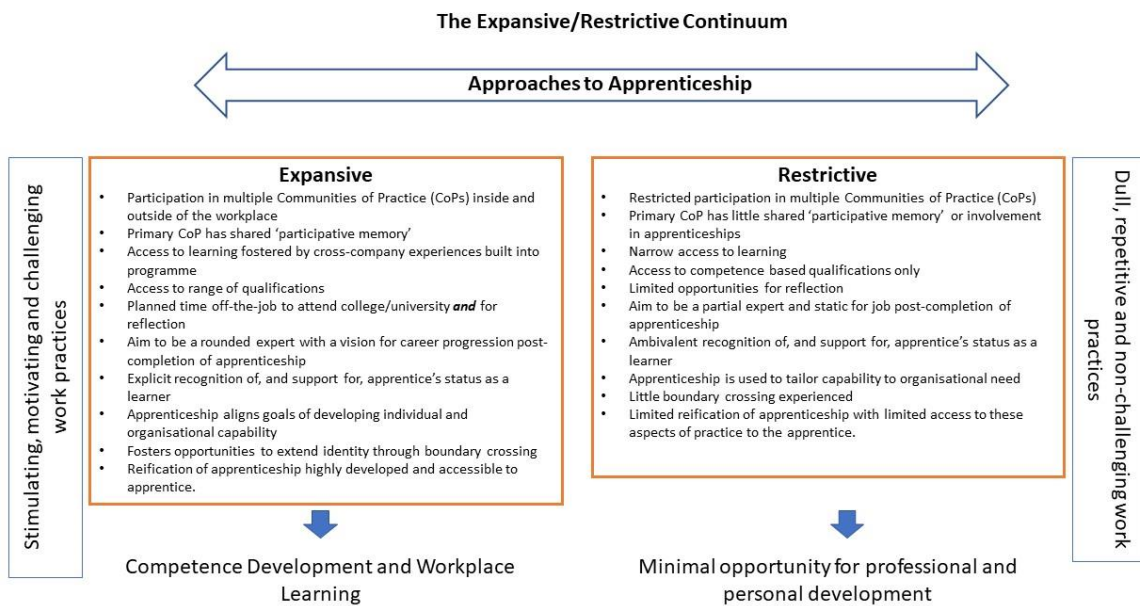 The Expansive/Restrictive Continuum
Approaches to Apprenticeship
Stimulating, motivating and challenging
work practices
Expansive
• Participation in multiple Communities of Practice (CoPs) inside and
outside of the workplace
• Primary CoP has shared ‘participative memory’
• Access to learning fostered by cross-company experiences built into
programme
• Access to range of qualifications
• Planned time off-the-job to attend college/university and for
reflection
• Aim to be a rounded expert with a vision for career progression post-
completion of apprenticeship
• Explicit recognition of, and support for, apprentice’s status as a
learner
• Apprenticeship aligns goals of developing individual and
organisational capability
• Fosters opportunities to extend identity through boundary crossing
• Reification of apprenticeship highly developed and accessible to
apprentice.
Competence Development and Workplace
Learning
Restrictive
• Restricted participation in multiple Communities of Practice (CoPs)
• Primary CoP has little shared ‘participative memory’ or involvement
in apprenticeships
• Narrow access to learning
• Access to competence based qualifications only
• Limited opportunities for reflection
• Aim to be a partial expert and static for job post-completion of
apprenticeship
• Ambivalent recognition of, and support for, apprentice’s status as a
learner
• Apprenticeship is used to tailor capability to organisational need
• Little boundary crossing experienced
• Limited reification of apprenticeship with limited access to these
aspects of practice to the apprentice.
Minimal opportunity for professional and
personal development
Dull, repetitive and non-challenging work
practices